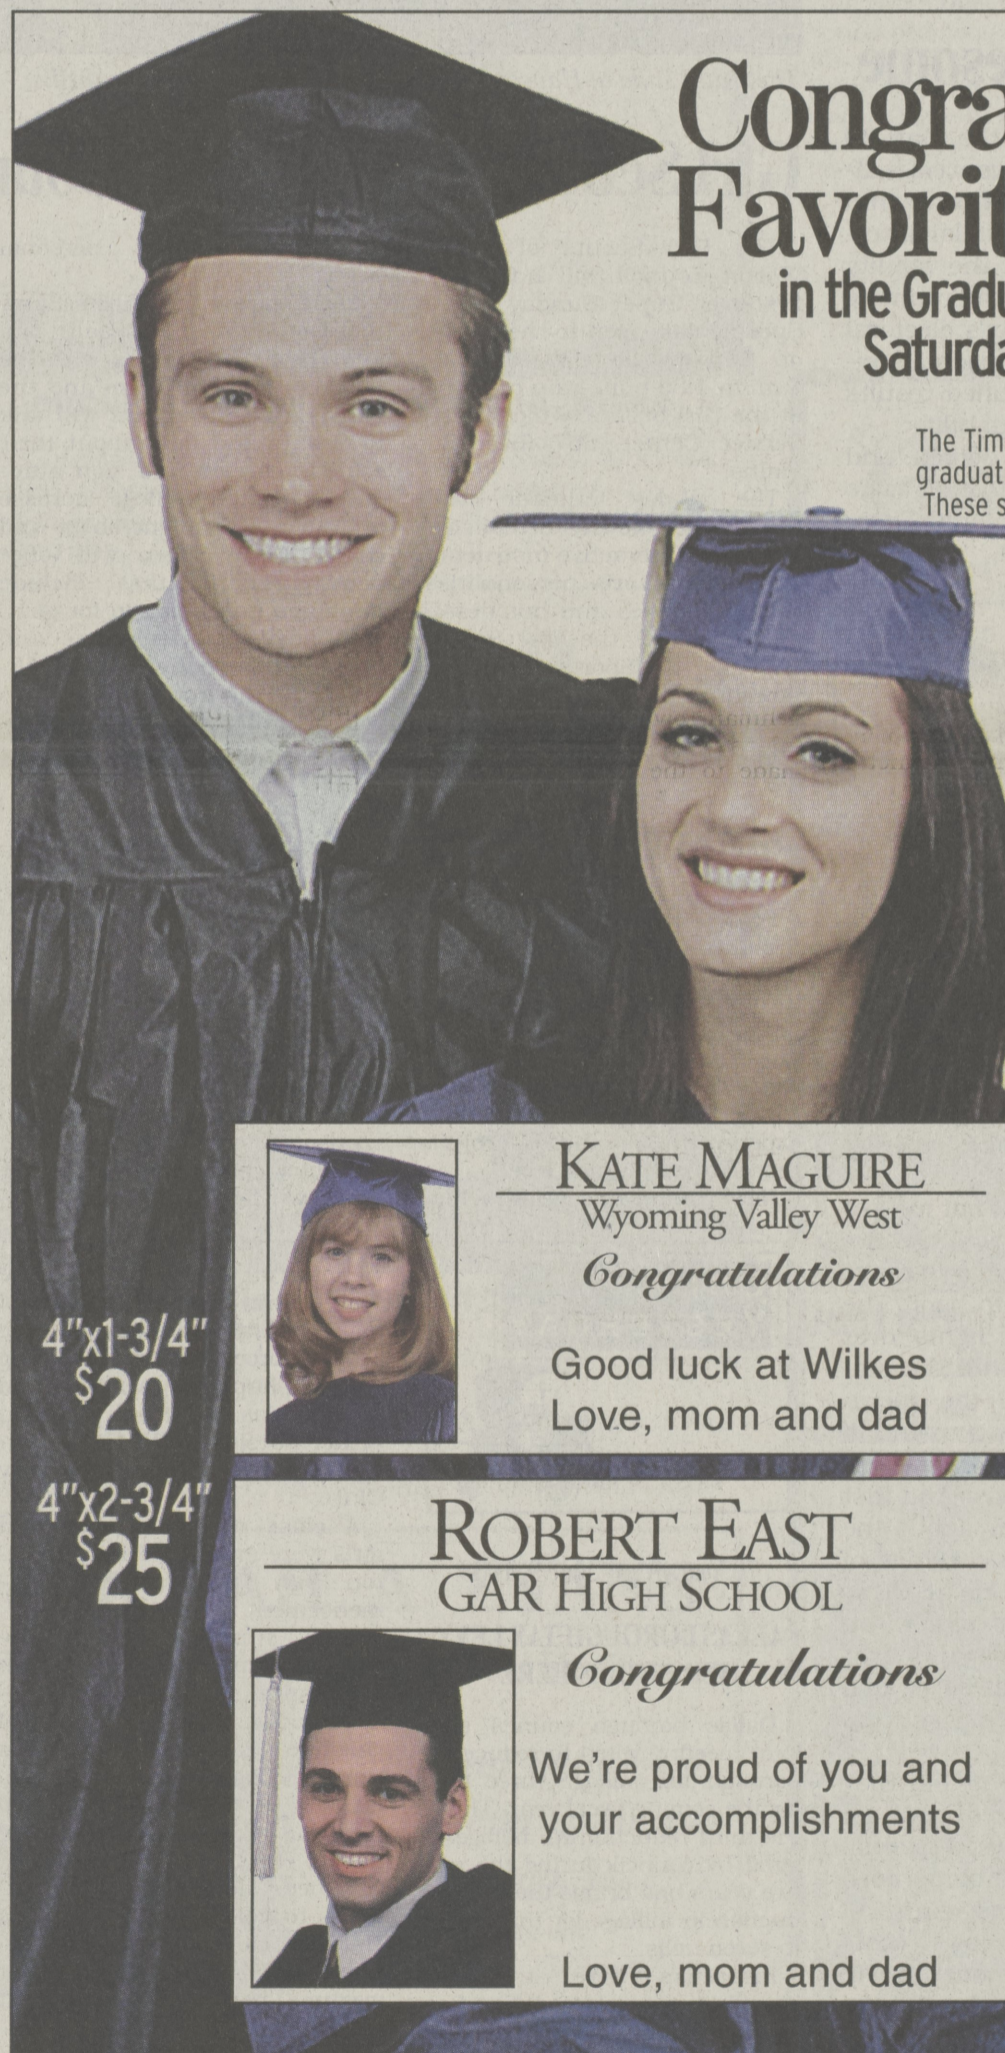 Congra
Favorit
in the Gradu
Saturda
The Tim
graduat
These s
KATE MAGUIRE
Wyoming Valley West
Congratulations
Good luck at Wilkes
Love, mom and dad
4"x1-3/4"
$20
4"x2-3/4"
$25
ROBERT EAST
GAR HIGH SCHOOL
Congratulations
We're proud of you and
your accomplishments
Love, mom and dad